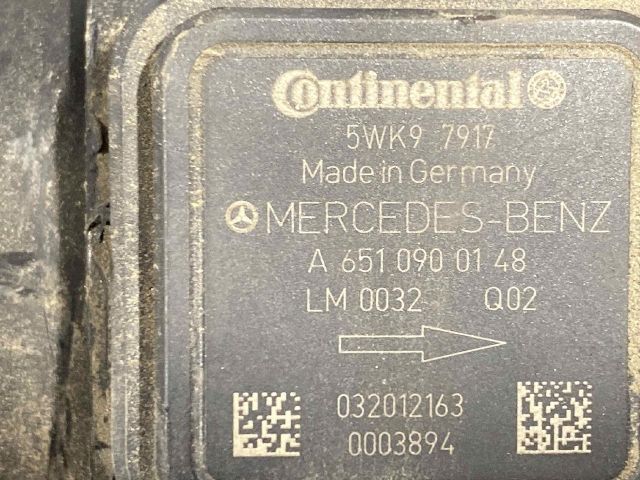 Continental
5WK9 7917
Made in Germany
MERCEDES-BENZ
A 651 090 01 48
LM 0032 Q02
032012163
0003894